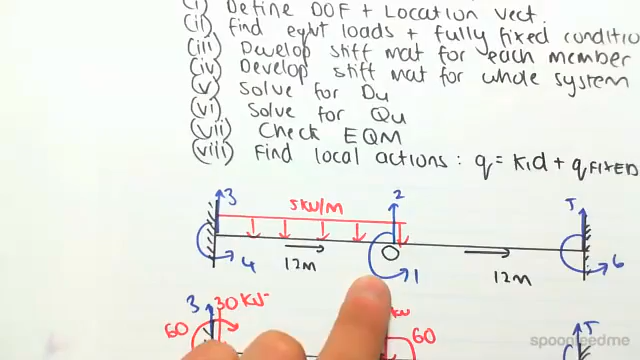 (i) Define DOF + Location vect.
(ii) find eqvt loads + fully fixed conditio
(iii) Develop stiff mat for each member
(iv) Develop stiff mat for whole system
(v) Solve for Du
(vi) Solve for Qu
(vii) Check EQM
(viii) Find local actions : q = K1d + qFIXED
3 5kN/M 2 5
4 12M 1 12M 6
3 30kN 5
60 kN 60
spoonfeedme